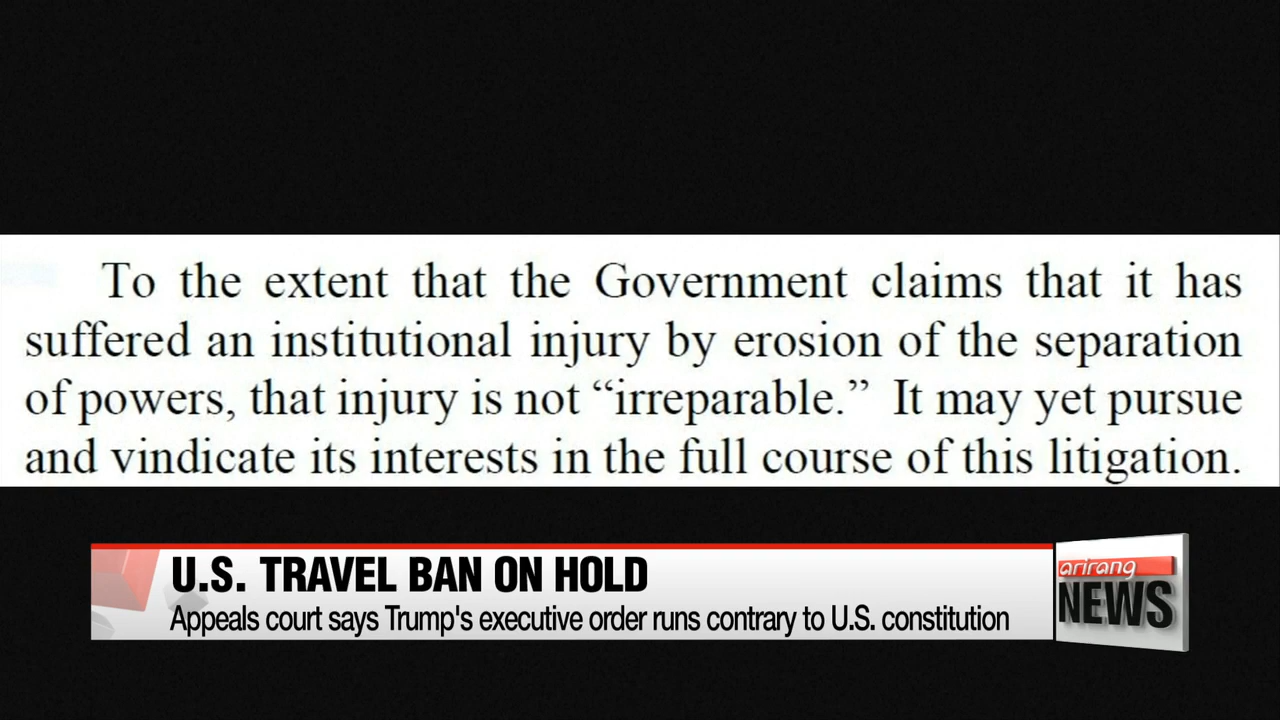 To the extent that the Government claims that it has
suffered an institutional injury by erosion of the separation
of powers, that injury is not “irreparable.” It may yet pursue
and vindicate its interests in the full course of this litigation.
U.S. TRAVEL BAN ON HOLD
Appeals court says Trump's executive order runs contrary to U.S. constitution
arirang
NEWS